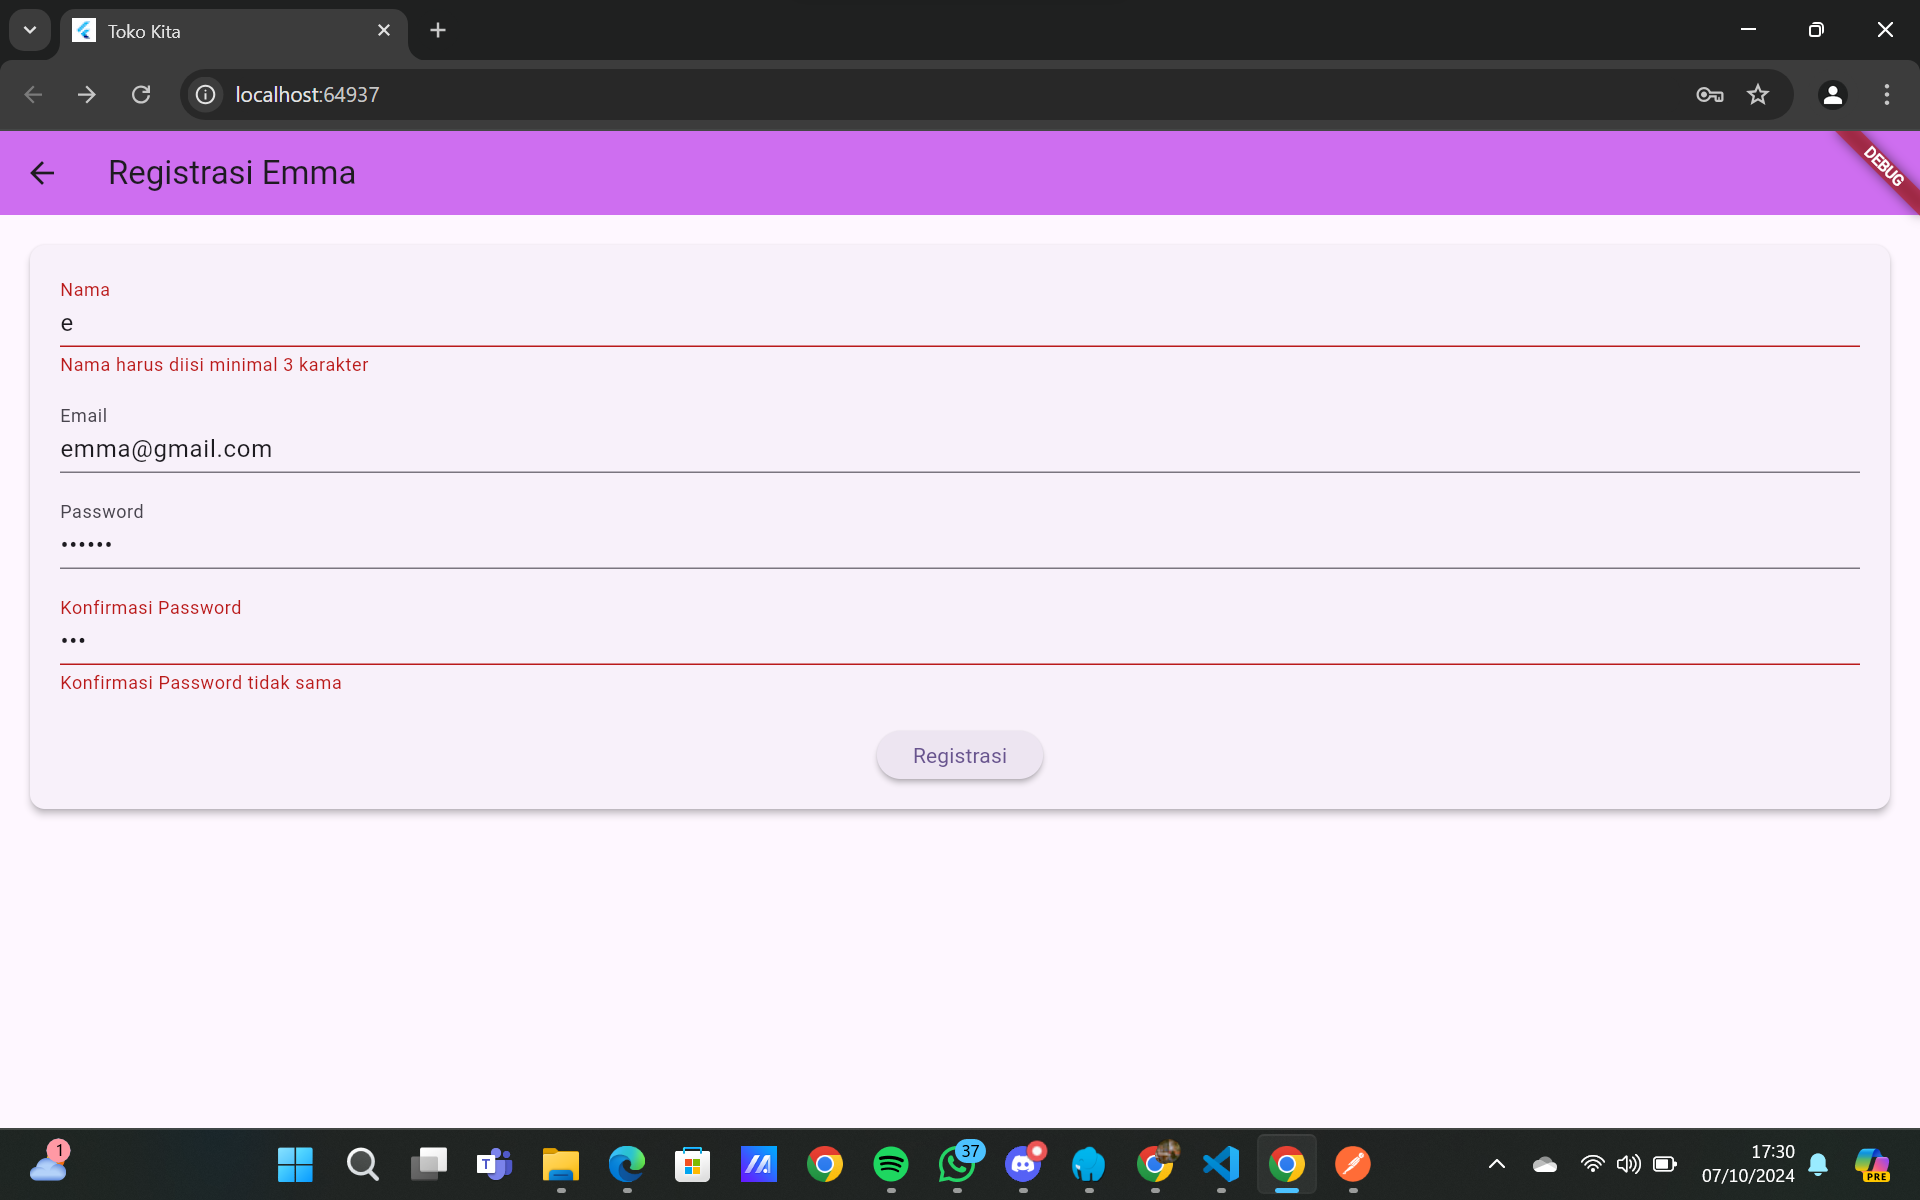 Toko Kita
localhost:64937
Registrasi Emma
DEBUG
Nama
e
Nama harus diisi minimal 3 karakter
Email
emma@gmail.com
Password
••••••
Konfirmasi Password
•••
Konfirmasi Password tidak sama
Registrasi
1
T
37
17:30
07/10/2024
PRE